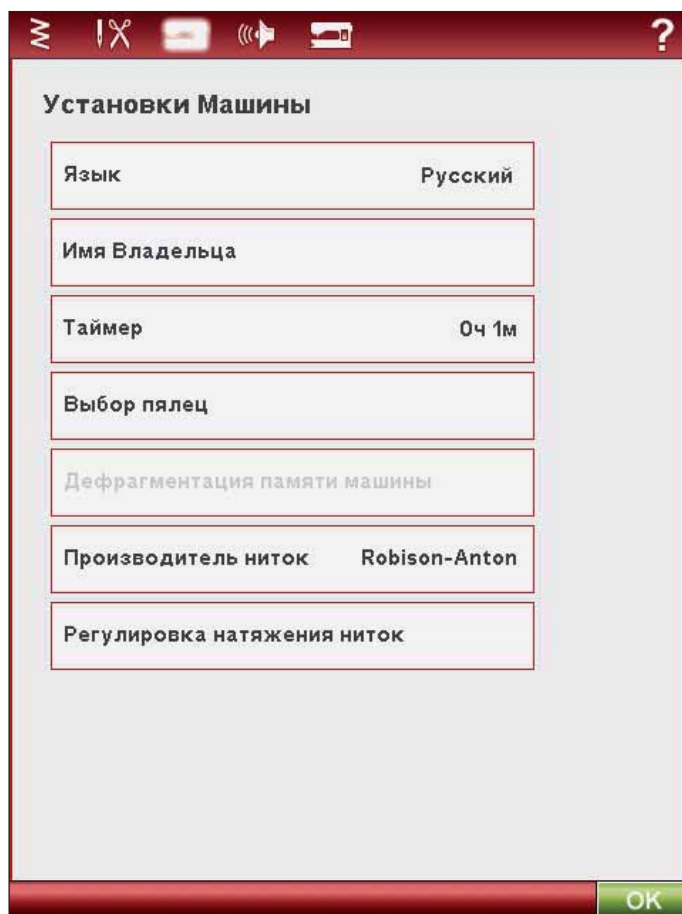 ?
Установки Машины
Язык Русский
Имя Владельца
Таймер 0ч 1м
Выбор пялец
Дефрагментация памяти машины
Производитель ниток Robison-Anton
Регулировка натяжения ниток
OK